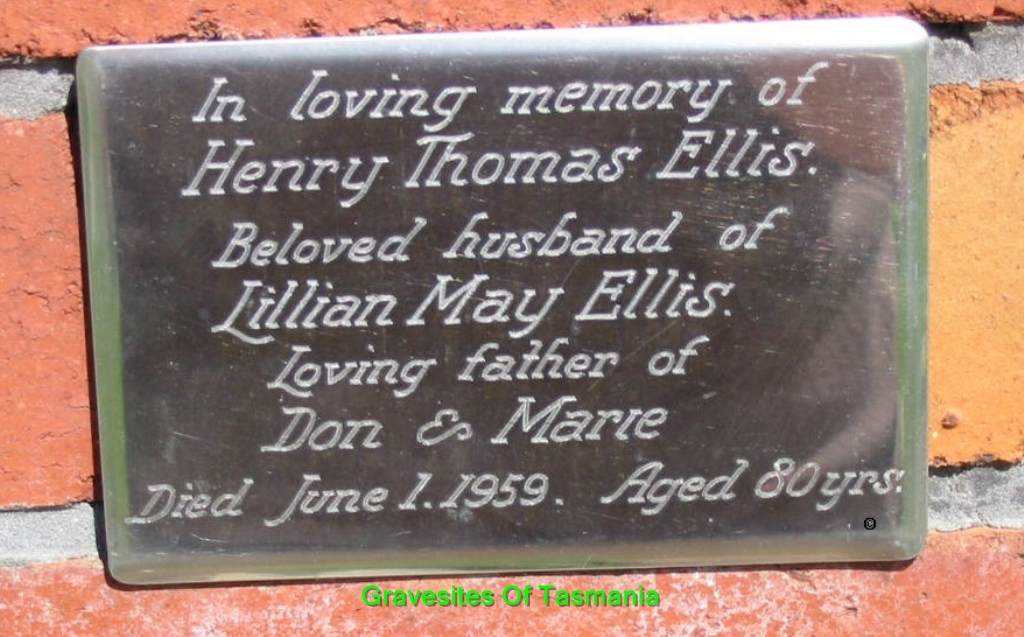 In loving memory of
Henry Thomas Ellis.
Beloved husband of
Lillian May Ellis.
Loving father of
Don & Marie
Died June 1. 1959. Aged 80 yrs.
©
Gravesites Of Tasmania